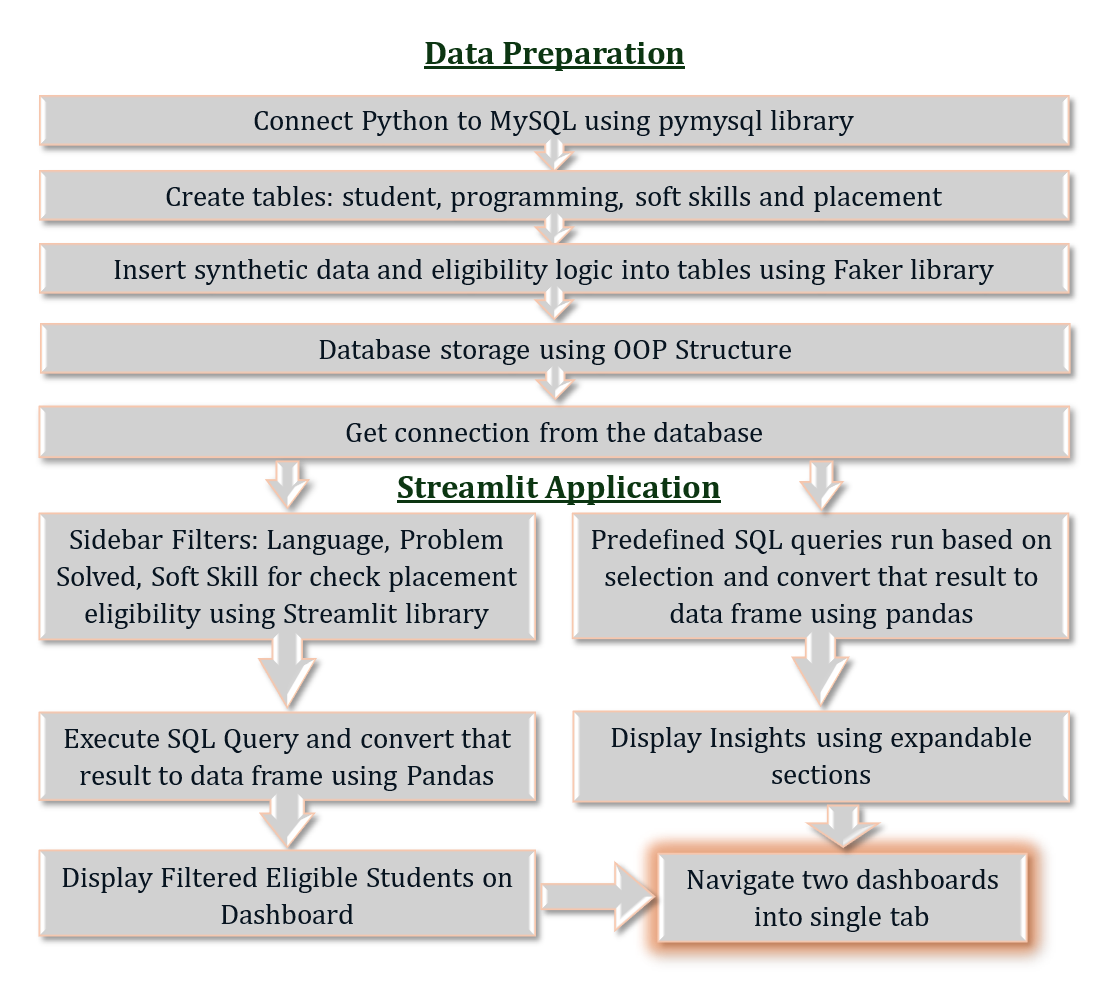 Data Preparation
Connect Python to MySQL using pymysql library
Create tables: student, programming, soft skills and placement
Insert synthetic data and eligibility logic into tables using Faker library
Database storage using OOP Structure
Get connection from the database
Streamlit Application
Sidebar Filters: Language, Problem
Solved, Soft Skill for check placement
eligibility using Streamlit library
Predefined SQL queries run based on
selection and convert that result to
data frame using pandas
Execute SQL Query and convert that
result to data frame using Pandas
Display Insights using expandable
sections
Display Filtered Eligible Students on
Dashboard
Navigate two dashboards
into single tab